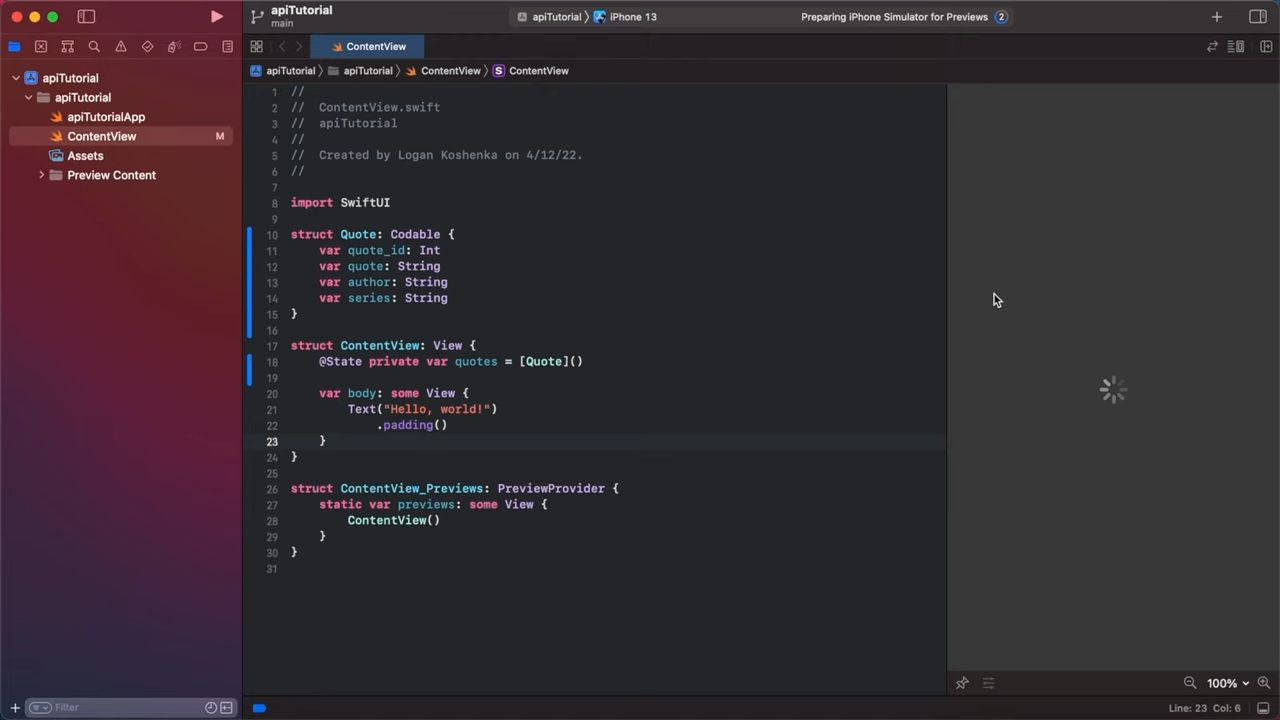 apiTutorial
main
apiTutorial
iPhone 13
Preparing iPhone Simulator for Previews
2
ContentView
apiTutorial
apiTutorial
ContentView
ContentView
apiTutorial
apiTutorial
apiTutorialApp
ContentView
M
Assets
Preview Content
1 //
2 //  ContentView.swift
3 //  apiTutorial
4 //
5 //  Created by Logan Koshenka on 4/12/22.
6 //
7
8 import SwiftUI
9
10 struct Quote: Codable {
11     var quote_id: Int
12     var quote: String
13     var author: String
14     var series: String
15 }
16
17 struct ContentView: View {
18     @State private var quotes = [Quote]()
19
20     var body: some View {
21         Text("Hello, world!")
22             .padding()
23     }
24 }
25
26 struct ContentView_Previews: PreviewProvider {
27     static var previews: some View {
28         ContentView()
29     }
30 }
31
100%
Filter
Line: 23 Col: 6